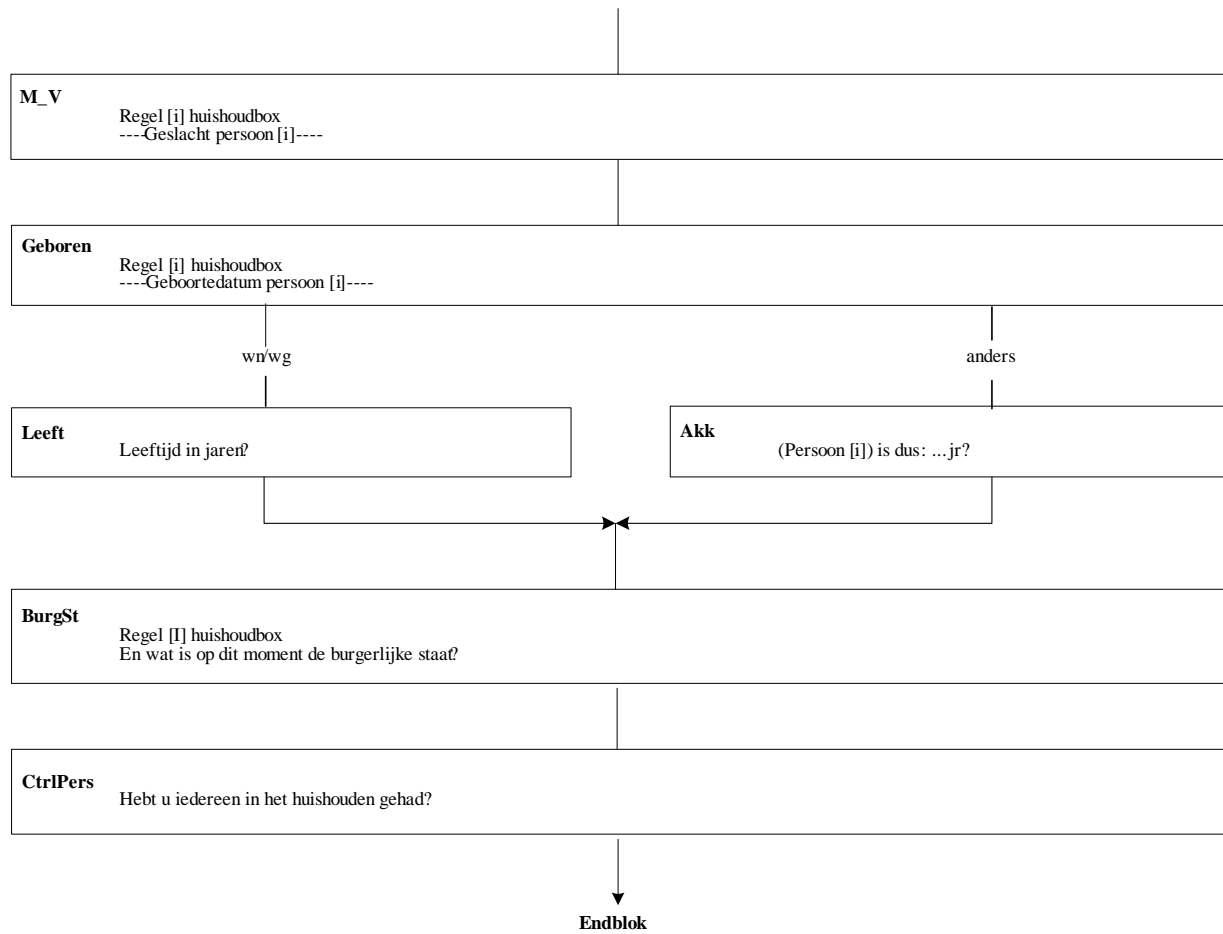 M_V
Regel [i] huishoudbox
----Geslacht persoon [i]----
Geboren
Regel [i] huishoudbox
----Geboortedatum persoon [i]----
wn/wg
anders
Leeft
Leeftijd in jaren?
Akk
(Persoon [i]) is dus: ...jr?
BurgSt
Regel [I] huishoudbox
En wat is op dit moment de burgerlijke staat?
CtrlPers
Hebt u iedereen in het huishouden gehad?
Endblok